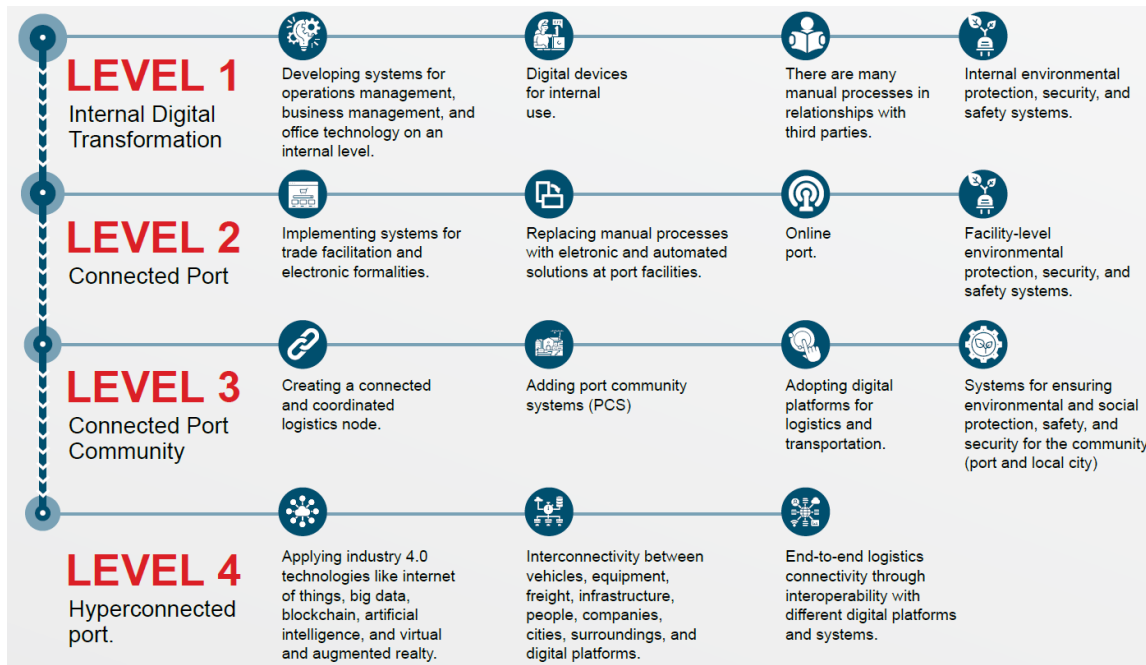 LEVEL 1
Internal Digital
Transformation
Developing systems for
operations management,
business management, and
office technology on an
internal level.
Digital devices
for internal
use.
There are many
manual processes in
relationships with
third parties.
Internal environmental
protection, security, and
safety systems.
LEVEL 2
Connected Port
Implementing systems for
trade facilitation and
electronic formalities.
Replacing manual processes
with eletronic and automated
solutions at port facilities.
Online
port.
Facility-level
environmental
protection, security, and
safety systems.
LEVEL 3
Connected Port
Community
Creating a connected
and coordinated
logistics node.
Adding port community
systems (PCS)
Adopting digital
platforms for
logistics and
transportation.
Systems for ensuring
environmental and social
protection, safety, and
security for the community
(port and local city)
LEVEL 4
Hyperconnected
port.
Applying industry 4.0
technologies like internet
of things, big data,
blockchain, artificial
intelligence, and virtual
and augmented realty.
Interconnectivity between
vehicles, equipment,
freight, infrastructure,
people, companies,
cities, surroundings, and
digital platforms.
End-to-end logistics
connectivity through
interoperability with
different digital platforms
and systems.